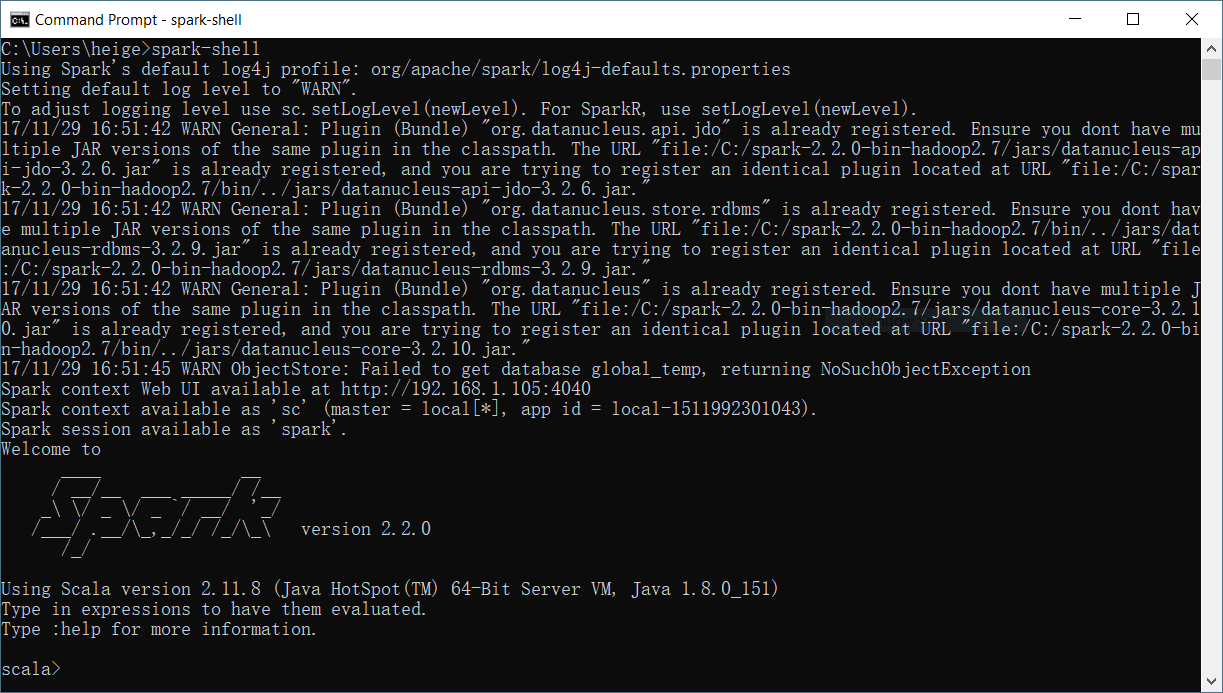 Command Prompt - spark-shell
C:\Users\heige>spark-shell
Using Spark's default log4j profile: org/apache/spark/log4j-defaults.properties
Setting default log level to "WARN".
To adjust logging level use sc.setLogLevel(newLevel). For SparkR, use setLogLevel(newLevel).
17/11/29 16:51:42 WARN General: Plugin (Bundle) "org.datanucleus.api.jdo" is already registered. Ensure you dont have mu
ltiple JAR versions of the same plugin in the classpath. The URL "file:/C:/spark-2.2.0-bin-hadoop2.7/jars/datanucleus-ap
i-jdo-3.2.6.jar" is already registered, and you are trying to register an identical plugin located at URL "file:/C:/spar
k-2.2.0-bin-hadoop2.7/bin/../jars/datanucleus-api-jdo-3.2.6.jar."
17/11/29 16:51:42 WARN General: Plugin (Bundle) "org.datanucleus.store.rdbms" is already registered. Ensure you dont hav
e multiple JAR versions of the same plugin in the classpath. The URL "file:/C:/spark-2.2.0-bin-hadoop2.7/bin/../jars/dat
anucleus-rdbms-3.2.9.jar" is already registered, and you are trying to register an identical plugin located at URL "file
:/C:/spark-2.2.0-bin-hadoop2.7/jars/datanucleus-rdbms-3.2.9.jar."
17/11/29 16:51:42 WARN General: Plugin (Bundle) "org.datanucleus" is already registered. Ensure you dont have multiple J
AR versions of the same plugin in the classpath. The URL "file:/C:/spark-2.2.0-bin-hadoop2.7/jars/datanucleus-core-3.2.1
0.jar" is already registered, and you are trying to register an identical plugin located at URL "file:/C:/spark-2.2.0-bi
n-hadoop2.7/bin/../jars/datanucleus-core-3.2.10.jar."
17/11/29 16:51:45 WARN ObjectStore: Failed to get database global_temp, returning NoSuchObjectException
Spark context Web UI available at http://192.168.1.105:4040
Spark context available as 'sc' (master = local[*], app id = local-1511992301043).
Spark session available as 'spark'.
Welcome to
Spark version 2.2.0
Using Scala version 2.11.8 (Java HotSpot(TM) 64-Bit Server VM, Java 1.8.0_151)
Type in expressions to have them evaluated.
Type :help for more information.
scala>